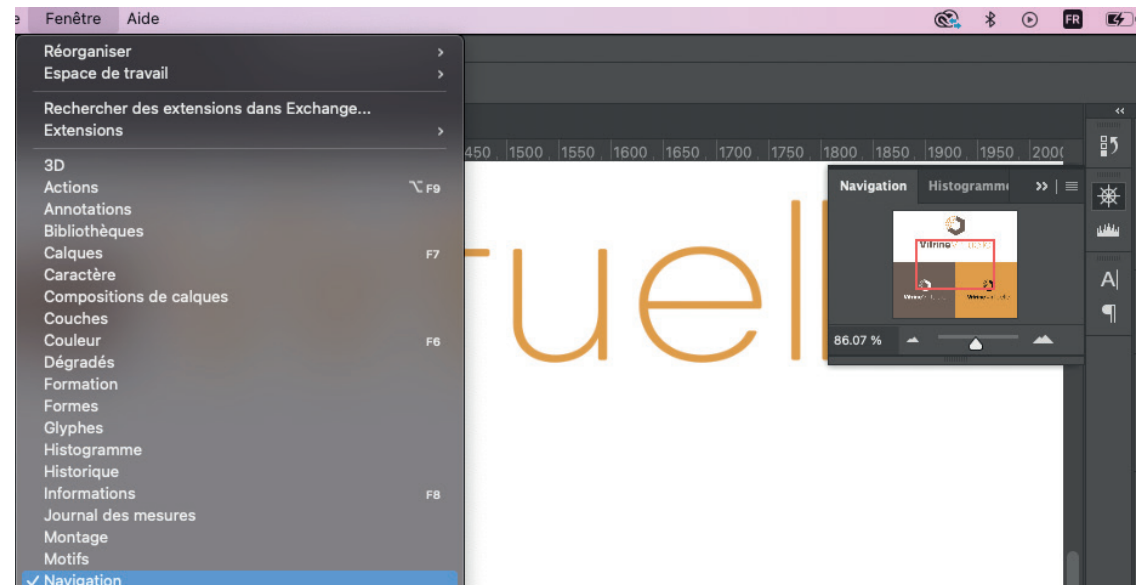 Fenêtre Aide
FR
Réorganiser
Espace de travail
Rechercher des extensions dans Exchange...
Extensions
3D
Actions ⌥ F9
Annotations
Bibliothèques
Calques F7
Caractère
Compositions de calques
Couches
Couleur F6
Dégradés
Formation
Formes
Glyphes
Histogramme
Historique
Informations F8
Journal des mesures
Montage
Motifs
✓ Navigation
450 1500 1550 1600 1650 1700 1750 1800 1850 1900 1950 200
Navigation Histogramm
Vitrine
86.07 %
tuell
A
¶